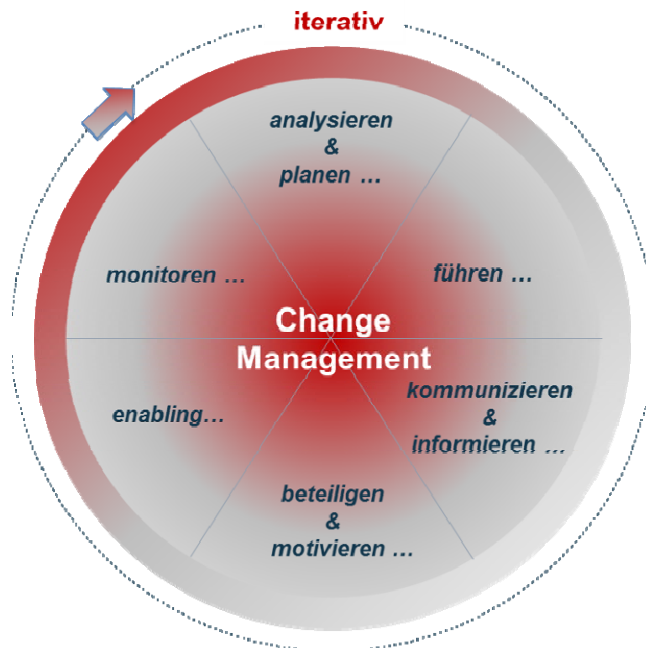 iterativ
analysieren
&
planen ...
monitoren ...
führen ...
Change
Management
kommunizieren
&
informieren ...
enabling...
beteiligen
&
motivieren ...